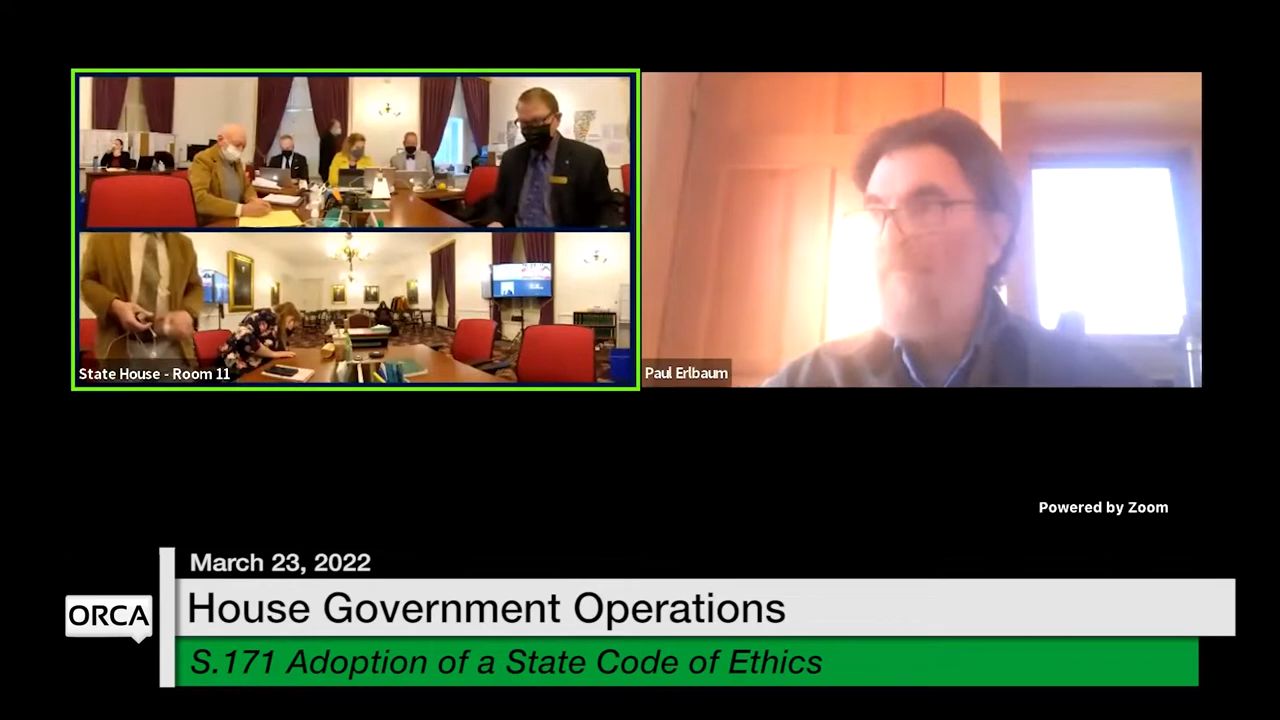 State House - Room 11
Paul Erlbaum
Powered by Zoom
March 23, 2022
ORCA
House Government Operations
S.171 Adoption of a State Code of Ethics